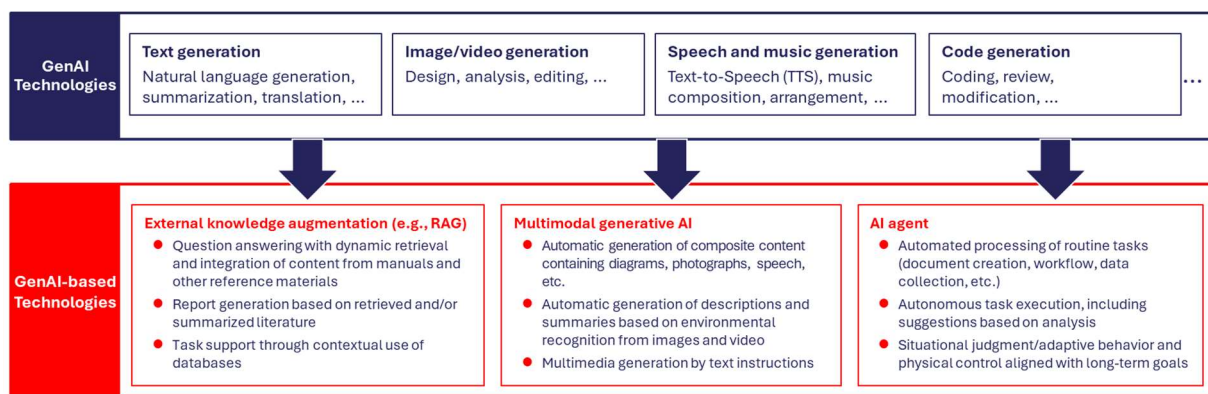 GenAI
Technologies
Text generation
Natural language generation,
summarization, translation, ...
Image/video generation
Design, analysis, editing, ...
Speech and music generation
Text-to-Speech (TTS), music
composition, arrangement, ...
Code generation
Coding, review,
modification, ...
...
GenAI-based
Technologies
External knowledge augmentation (e.g., RAG)
● Question answering with dynamic retrieval
and integration of content from manuals and
other reference materials
● Report generation based on retrieved and/or
summarized literature
● Task support through contextual use of
databases
Multimodal generative AI
● Automatic generation of composite content
containing diagrams, photographs, speech,
etc.
● Automatic generation of descriptions and
summaries based on environmental
recognition from images and video
● Multimedia generation by text instructions
AI agent
● Automated processing of routine tasks
(document creation, workflow, data
collection, etc.)
● Autonomous task execution, including
suggestions based on analysis
● Situational judgment/adaptive behavior and
physical control aligned with long-term goals